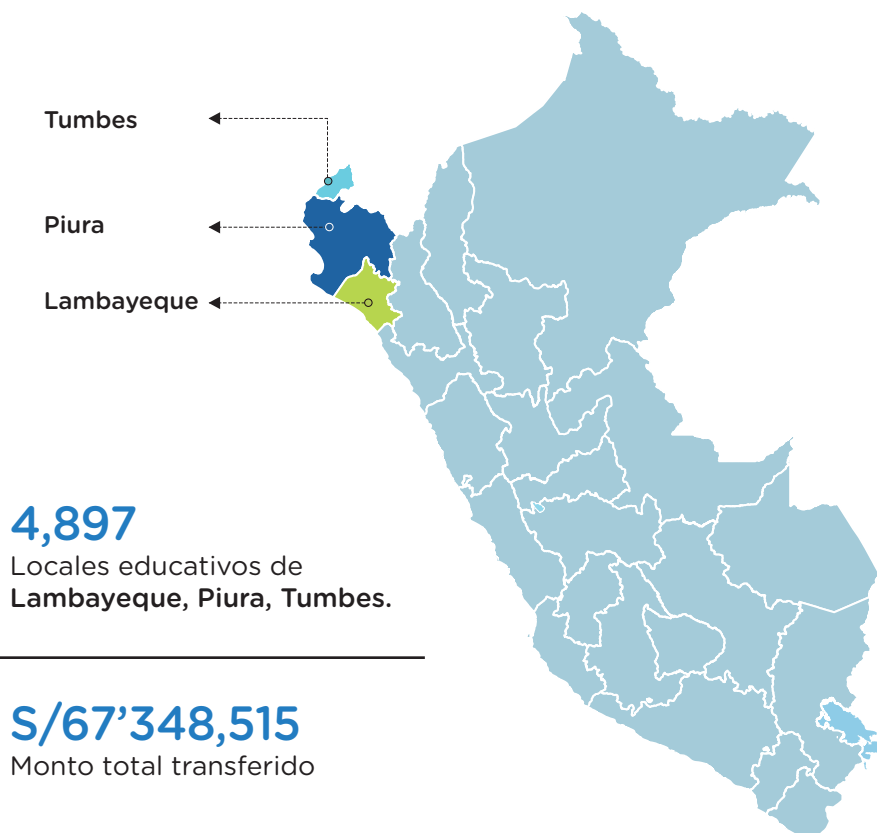 Tumbes
Piura
Lambayeque
4,897
Locales educativos de
Lambayeque, Piura, Tumbes.
S/67’348,515
Monto total transferido